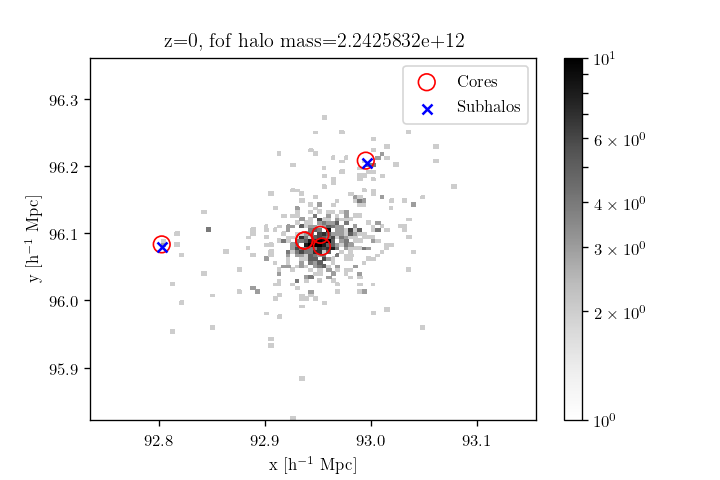 z=0, fof halo mass=2.2425832e+12
Cores
Subhalos
96.3
96.2
96.1
96.0
95.9
y [h⁻¹ Mpc]
92.8 92.9 93.0 93.1
x [h⁻¹ Mpc]
10¹
6 × 10⁰
4 × 10⁰
3 × 10⁰
2 × 10⁰
10⁰